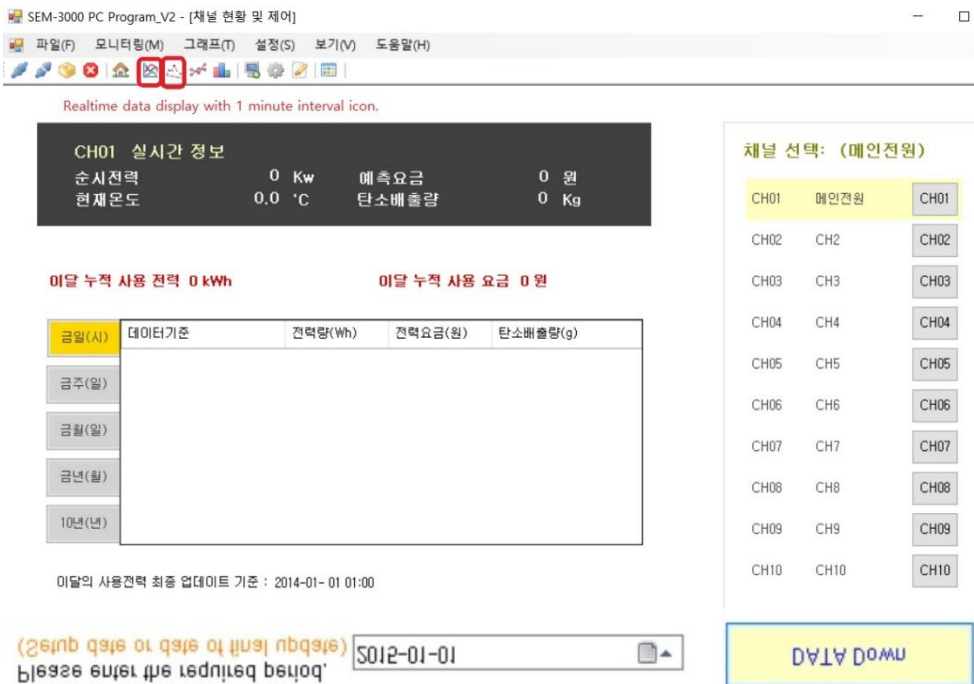 SEM-3000 PC Program_V2 - [채널 현황 및 제어]
파일(F) 모니터링(M) 그래프(T) 설정(S) 보기(V) 도움말(H)
Realtime data display with 1 minute interval icon.
CH01 실시간 정보
순시전력 0 Kw 예측요금 0 원
현재온도 0.0 °C 탄소배출량 0 Kg
이달 누적 사용 전력 0 kWh 이달 누적 사용 요금 0 원
금일(시) 데이터기준 전력량(Wh) 전력요금(원) 탄소배출량(g)
금주(일)
금월(일)
금년(월)
10년(년)
이달의 사용전력 최종 업데이트 기준 : 2014-01-01 01:00
채널 선택: (메인전원)
CH01 메인전원 CH01
CH02 CH2 CH02
CH03 CH3 CH03
CH04 CH4 CH04
CH05 CH5 CH05
CH06 CH6 CH06
CH07 CH7 CH07
CH08 CH8 CH08
CH09 CH9 CH09
CH10 CH10 CH10
Please enter the required period.
(Setup date or date of final update) 2015-01-01
DATA Down